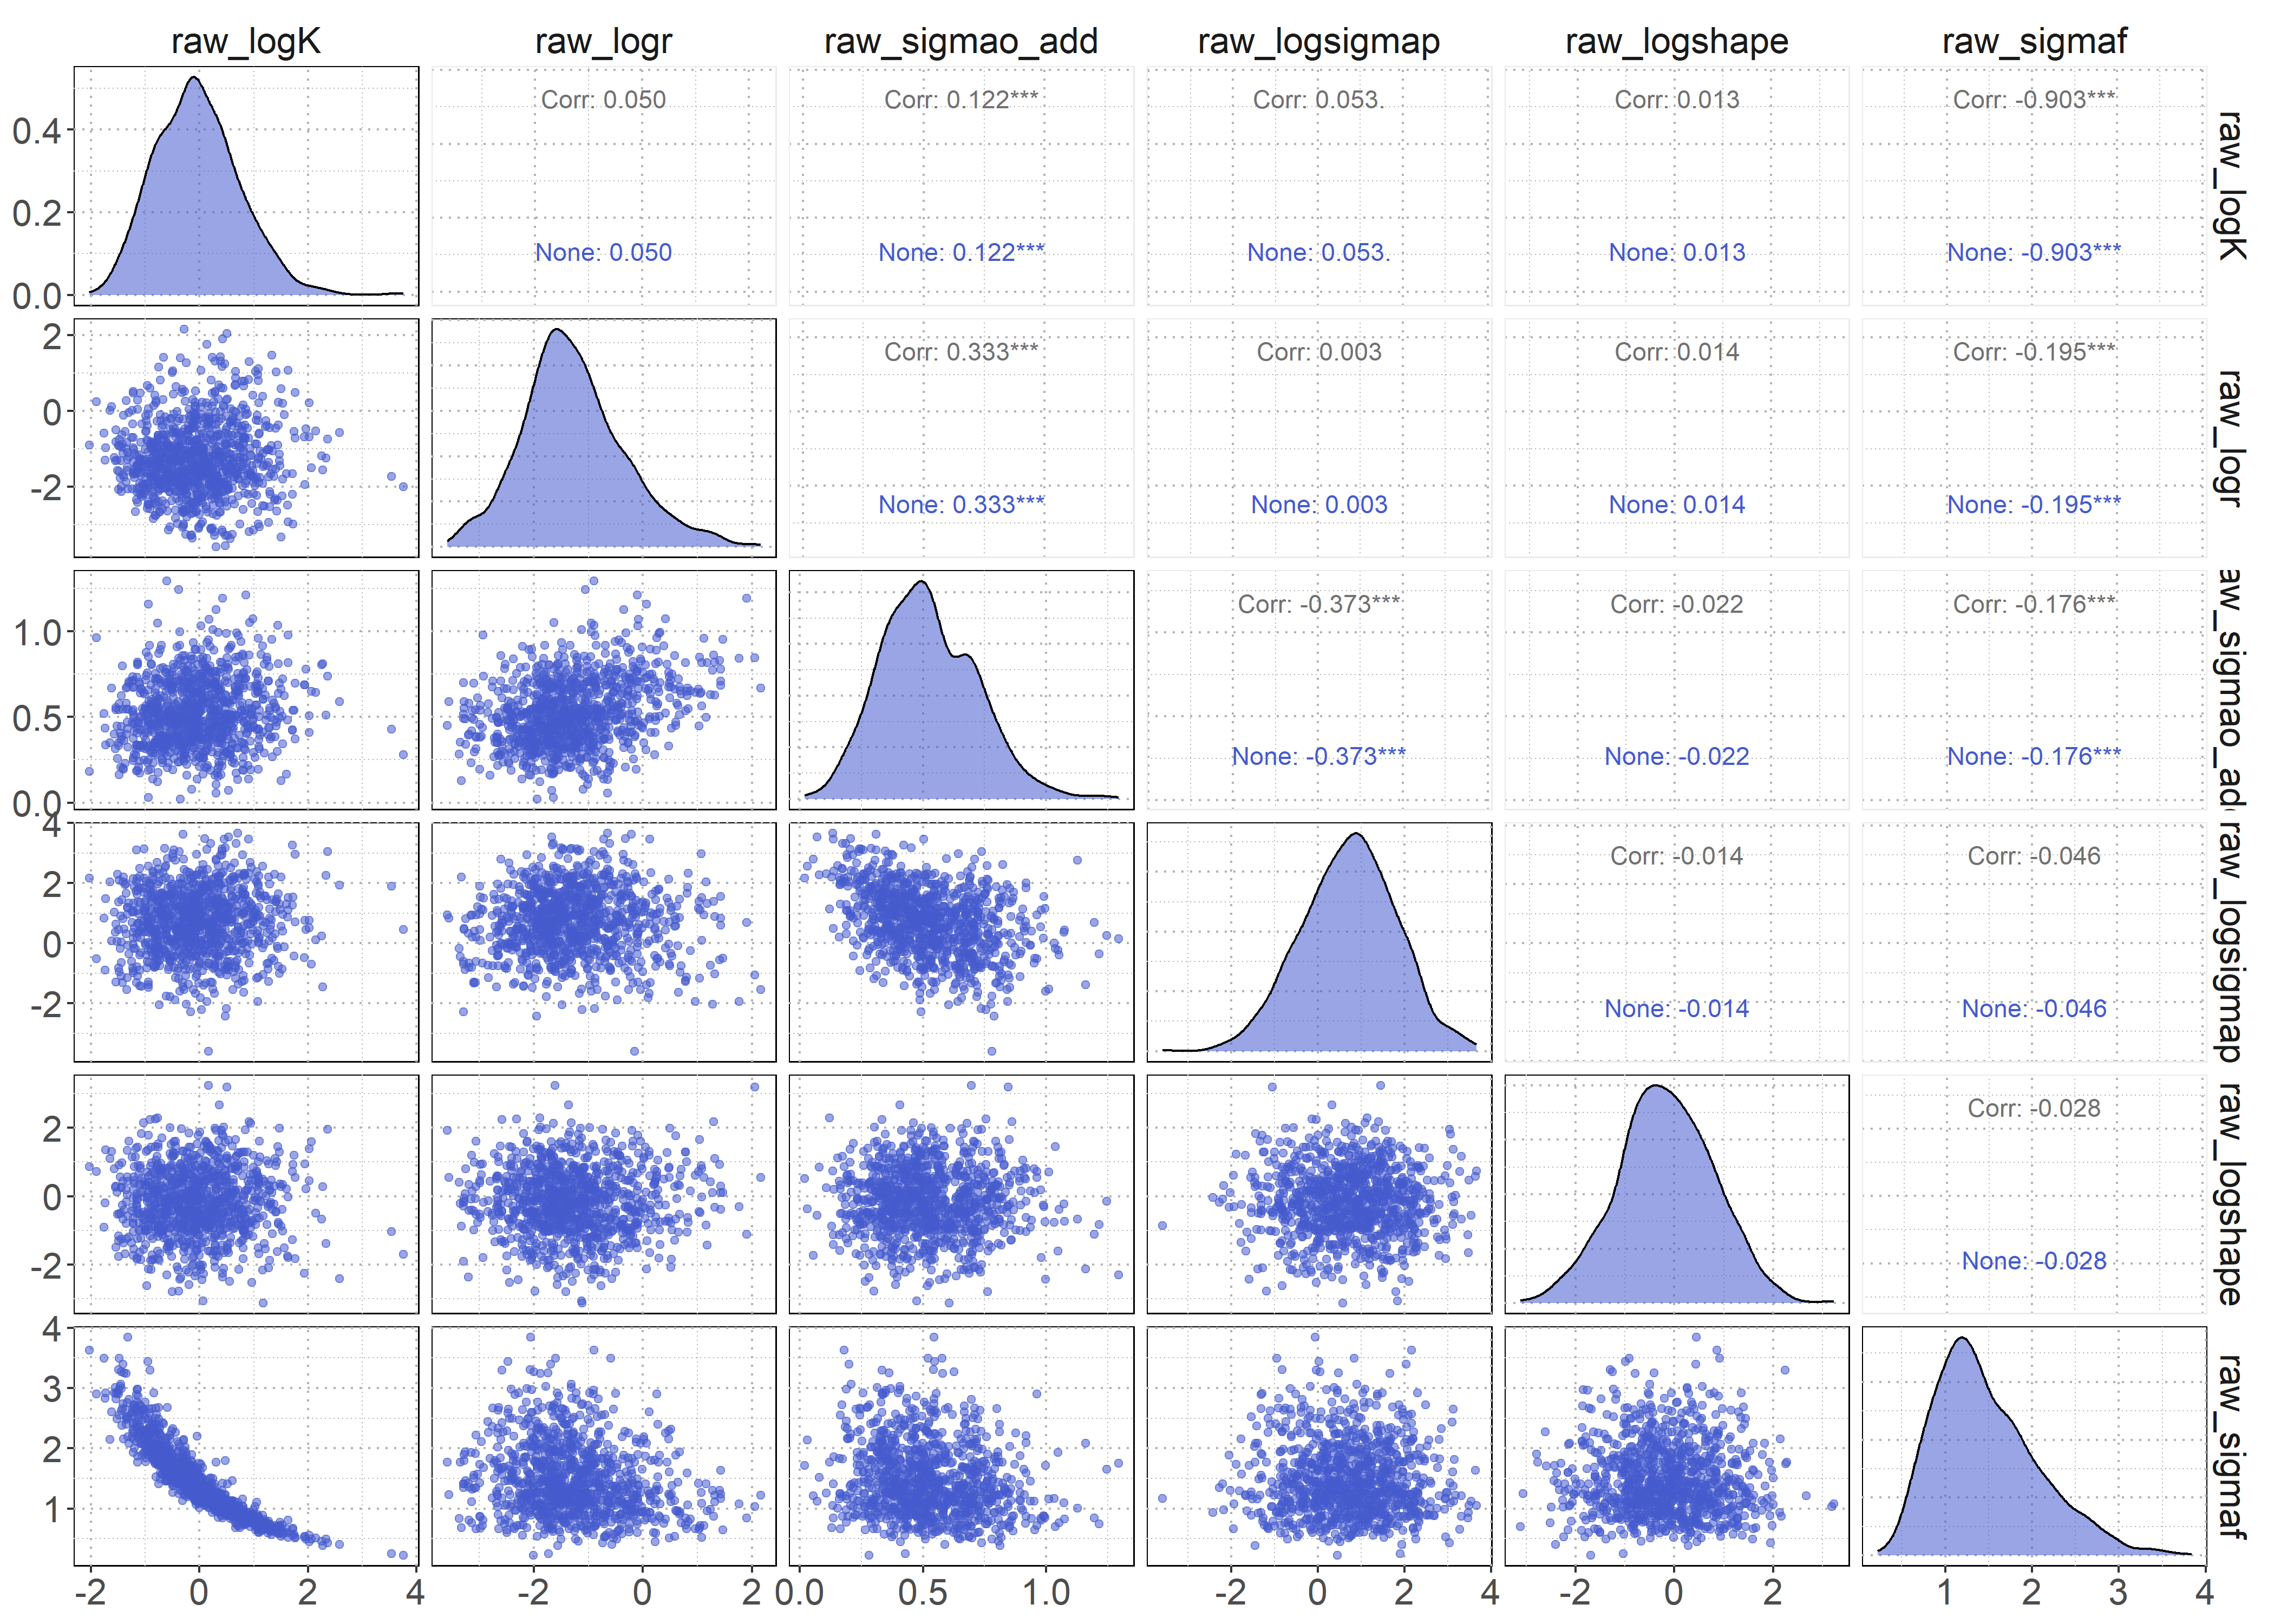 raw_logK raw_logr raw_sigmao_add raw_logsigmap raw_logshape raw_sigmaf
0.4
0.2
0.0
Corr: 0.050 Corr: 0.122*** Corr: 0.053. Corr: 0.013 Corr: -0.903***
None: 0.050 None: 0.122*** None: 0.053. None: 0.013 None: -0.903***
raw_logK
2
0
-2
Corr: 0.333*** Corr: 0.003 Corr: 0.014 Corr: -0.195***
None: 0.333*** None: 0.003 None: 0.014 None: -0.195***
raw_logr
1.0
0.5
0.0
Corr: -0.373*** Corr: -0.022 Corr: -0.176***
None: -0.373*** None: -0.022 None: -0.176***
aw_sigmao_ad
4
2
0
-2
Corr: -0.014 Corr: -0.046
None: -0.014 None: -0.046
raw_logsigmap
2
0
-2
Corr: -0.028
None: -0.028
raw_logshape
4
3
2
1
raw_sigmaf
-2 0 2 4 -2 0 2 0.0 0.5 1.0 -2 0 2 4 -2 0 2 1 2 3 4